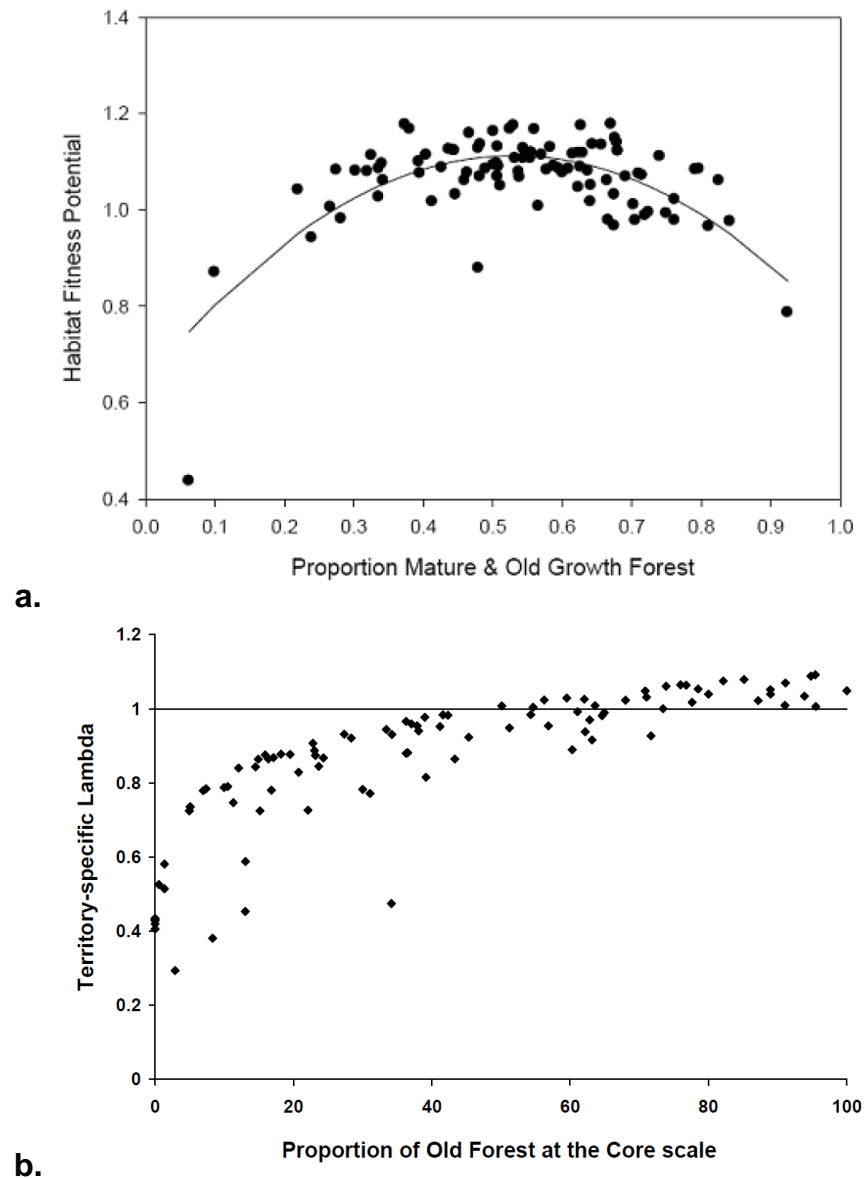 1.4
1.2
1.0
0.8
0.6
0.4
Habitat Fitness Potential
0.0 0.1 0.2 0.3 0.4 0.5 0.6 0.7 0.8 0.9 1.0
Proportion Mature & Old Growth Forest
a.
1.2
1
0.8
0.6
0.4
0.2
0
Territory-specific Lambda
0 20 40 60 80 100
Proportion of Old Forest at the Core scale
b.